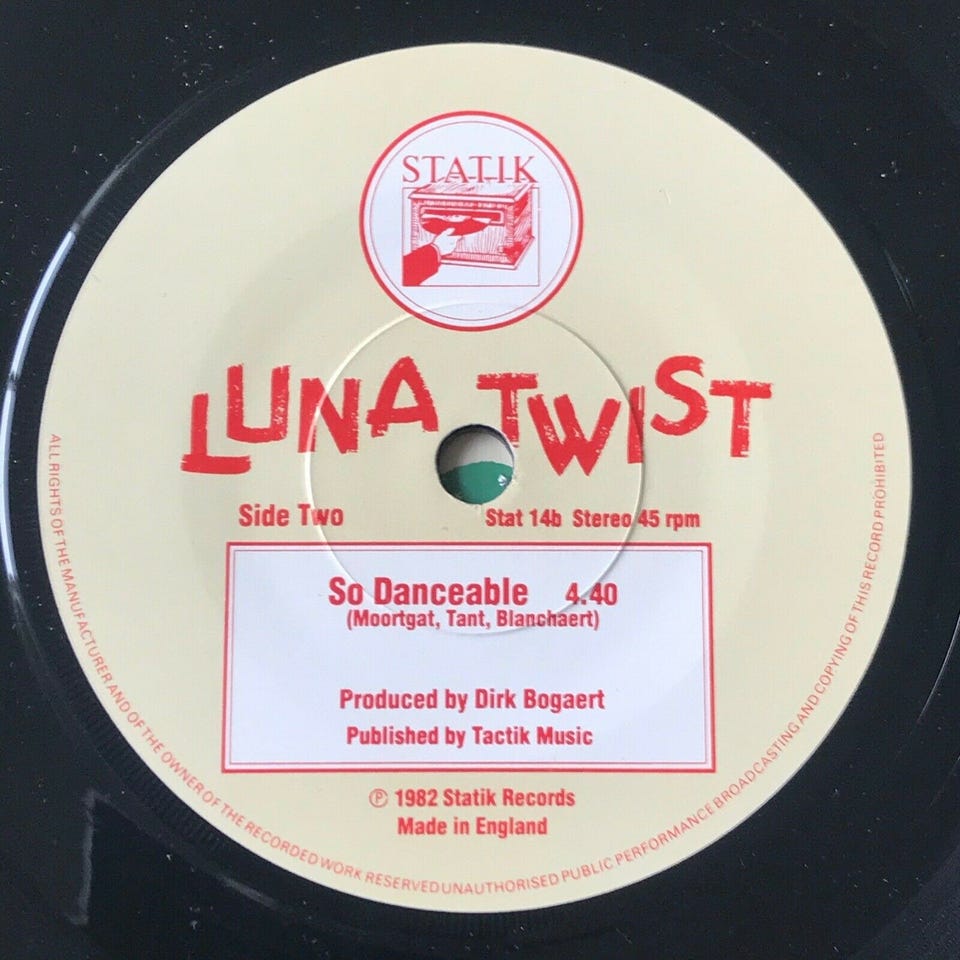 STATIK
LUNA TWIST
Side Two
Stat 14b Stereo 45 rpm
So Danceable 4.40
(Moortgat, Tant, Blanchaert)
Produced by Dirk Bogaert
Published by Tactik Music
℗ 1982 Statik Records
Made in England
ALL RIGHTS OF THE MANUFACTURER AND OF THE OWNER OF THE RECORDED WORK RESERVED UNAUTHORISED PUBLIC PERFORMANCE BROADCASTING AND COPYING OF THIS RECORD PROHIBITED